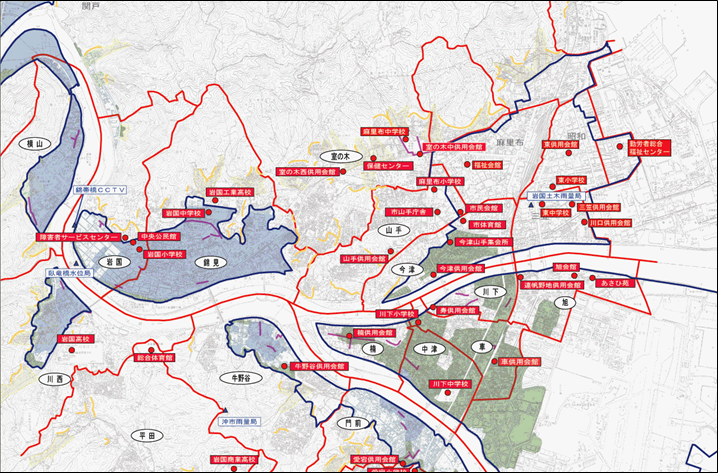 関戸
横山
錦帯橋CCTV
麻里布中学校
室の木
室の木中供用会館
保健センター
室の木西供用会館
福祉会館
麻里布
昭和
東供用会館
勤労者総合
福祉センター
岩国工業高校
岩国中学校
麻里布小学校
東小学校
岩国土木雨量局
市山手庁舎
市民会館
市体育館
東中学校
三笠供用会館
川口供用会館
障害者サービスセンター
中央公民館
岩国小学校
山手
今津山手集会所
山手供用会館
岩国
錦見
今津
今津供用会館
臥竜橋水位局
川下
旭会館
遠帆野地供用会館
あさひ苑
旭
川下小学校
寿供用会館
楠供用会館
楠
中津
車
車供用会館
岩国高校
総合体育館
川西
牛野谷
牛野谷供用会館
川下中学校
沖市雨量局
平田
門前
岩国商業高校
愛宕供用会館